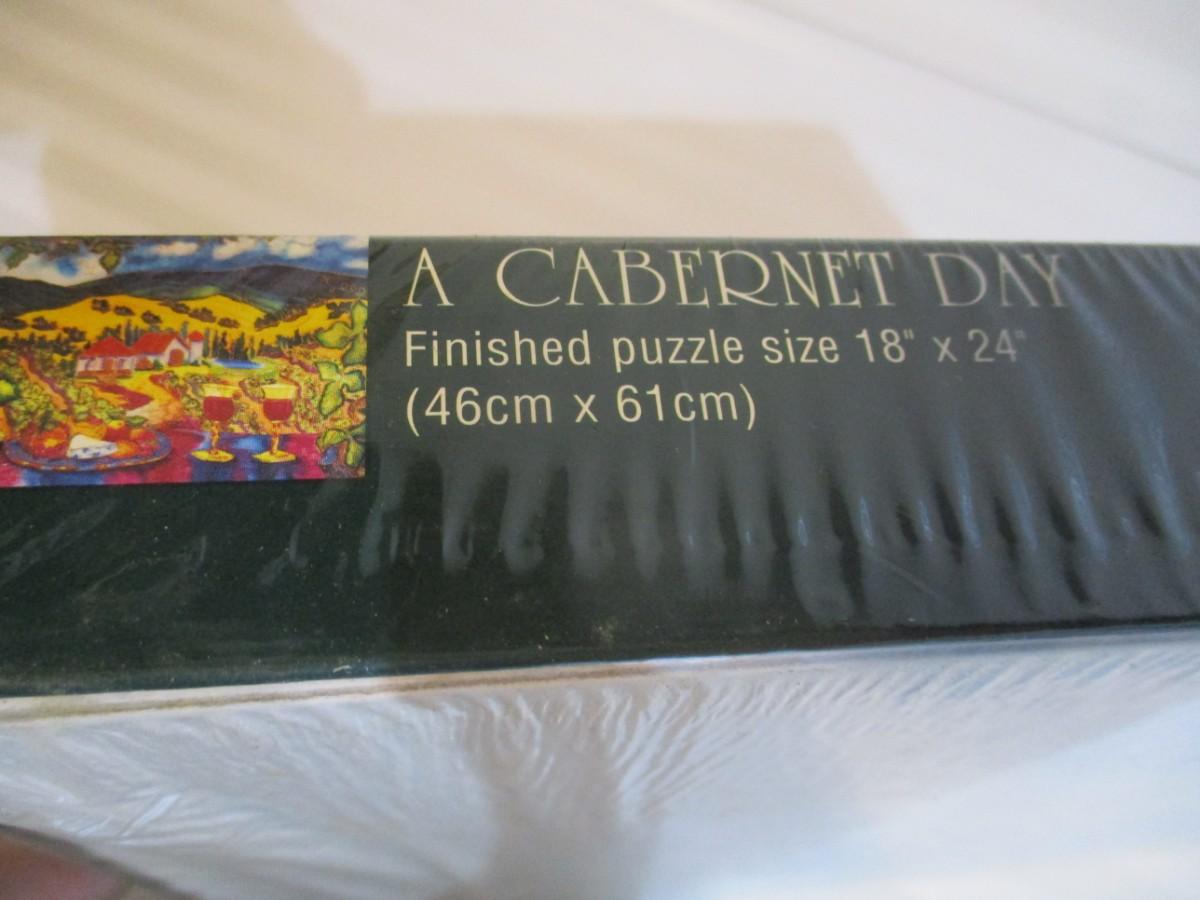 A CABERNET DAY
Finished puzzle size 18" x 24"
(46cm x 61cm)